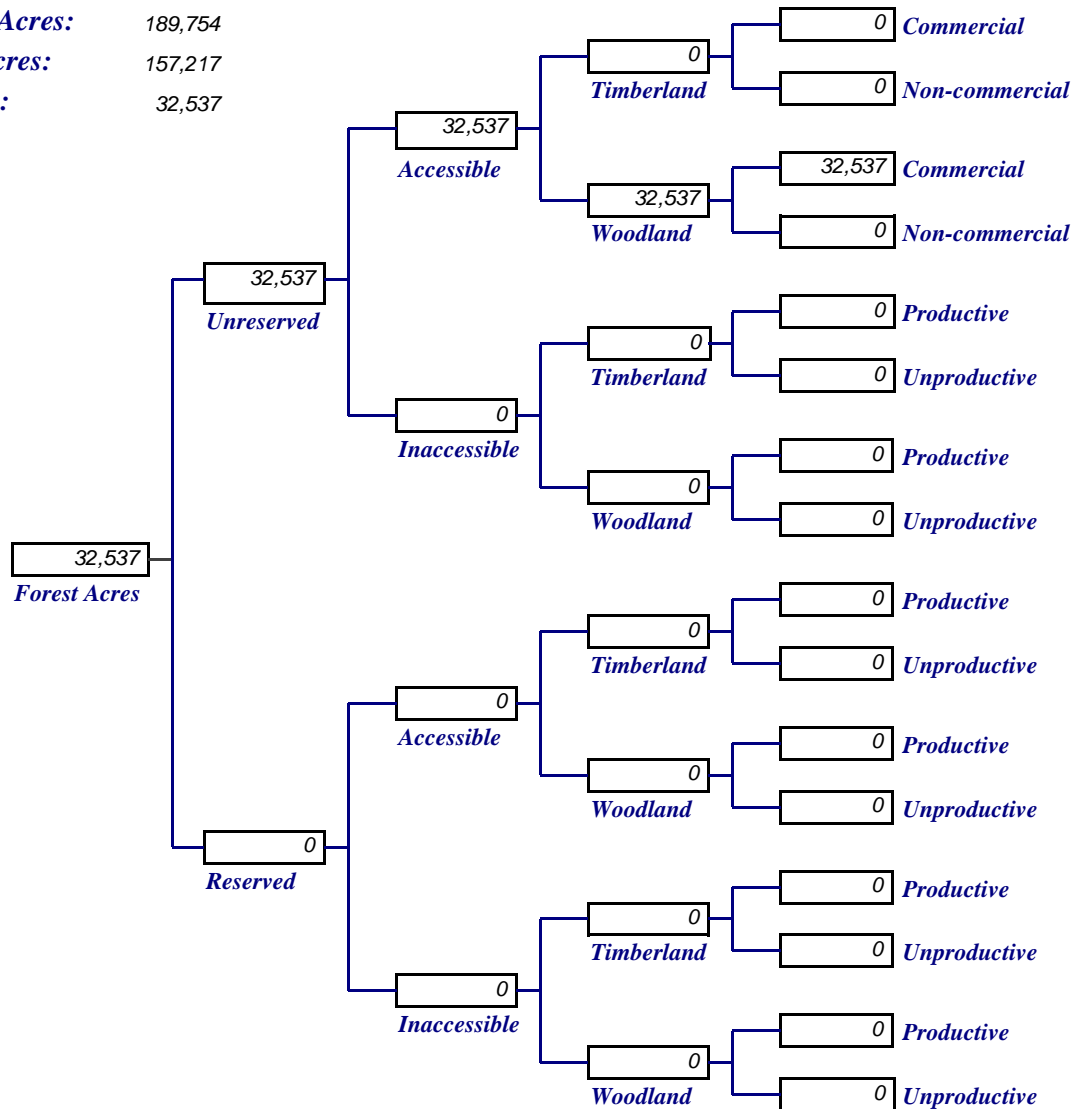 Acres: 189,754
cres: 157,217
: 32,537
0 Commercial
0
Timberland
0 Non-commercial
32,537
Accessible
32,537 Commercial
32,537
Woodland
0 Non-commercial
32,537
Unreserved
0 Productive
0
Timberland
0 Unproductive
0
Inaccessible
0 Productive
0
Woodland
0 Unproductive
32,537
Forest Acres
0 Productive
0
Timberland
0 Unproductive
0
Accessible
0 Productive
0
Woodland
0 Unproductive
0
Reserved
0 Productive
0
Timberland
0 Unproductive
0
Inaccessible
0 Productive
0
Woodland
0 Unproductive